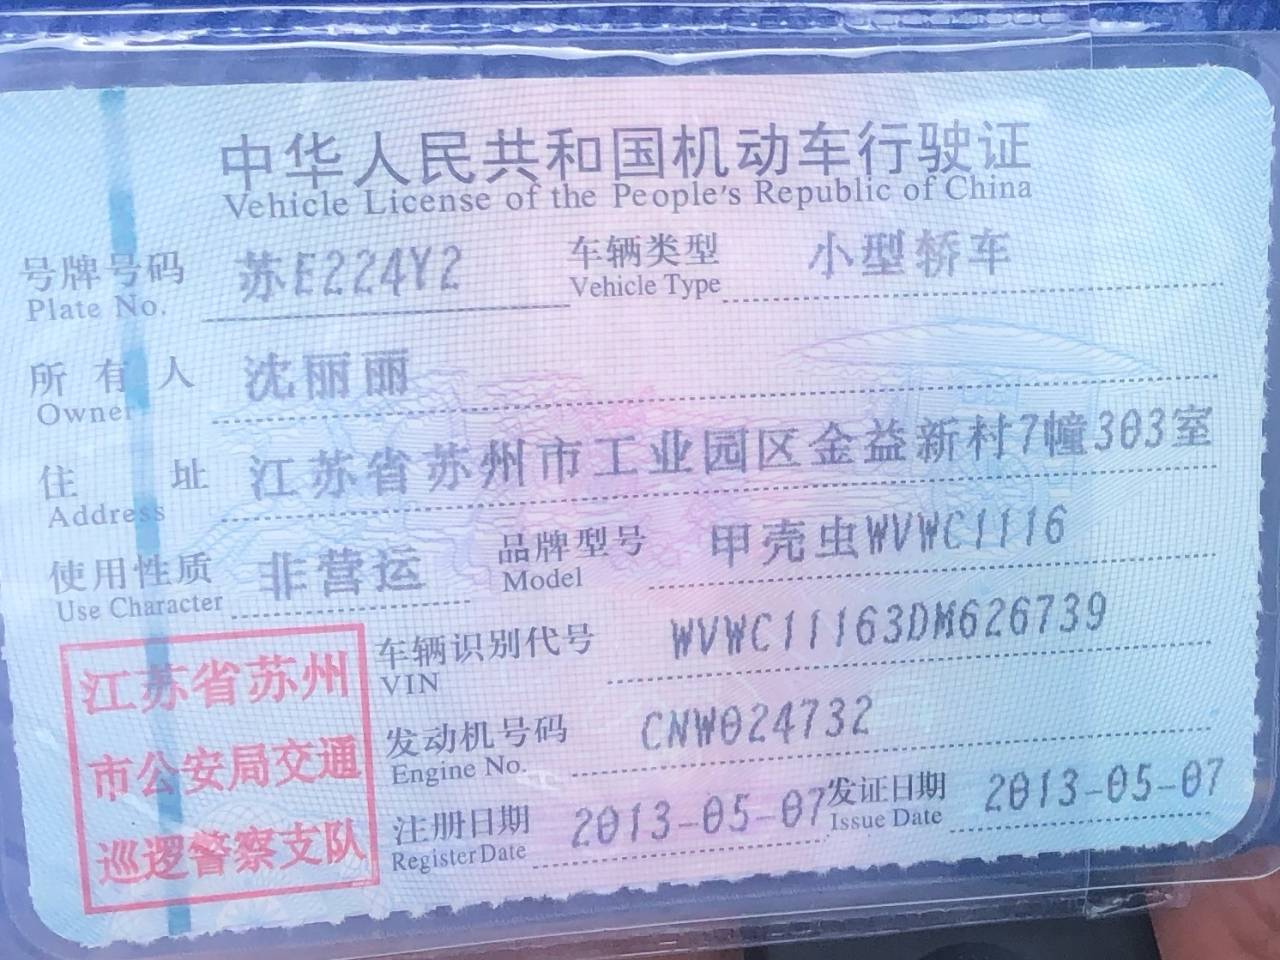 中华人民共和国机动车行驶证
Vehicle License of the People's Republic of China
号牌号码 苏E224Y2 车辆类型 小型轿车
Plate No. Vehicle Type
所有人 沈丽丽
Owner
住址 江苏省苏州市工业园区金益新村7幢303室
Address
使用性质 非营运 品牌型号 甲壳虫WVWC1116
Use Character Model
江苏省苏州
市公安局交通
巡逻警察支队
车辆识别代号 WVWC11163DM626739
VIN
发动机号码 CNW024732
Engine No.
注册日期 2013-05-07 发证日期 2013-05-07
Register Date Issue Date